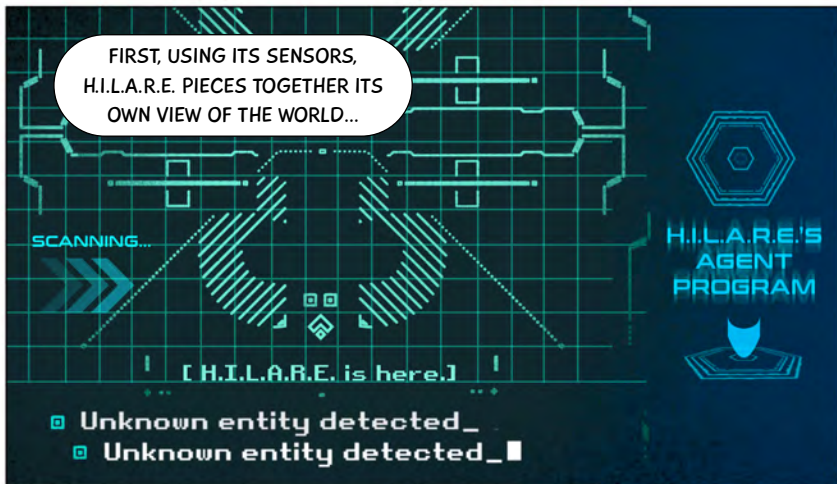 FIRST, USING ITS SENSORS,
H.I.L.A.R.E. PIECES TOGETHER ITS
OWN VIEW OF THE WORLD...
SCANNING...
H.I.L.A.R.E.'S
AGENT
PROGRAM
[ H.I.L.A.R.E. is here.]
Unknown entity detected_
Unknown entity detected_